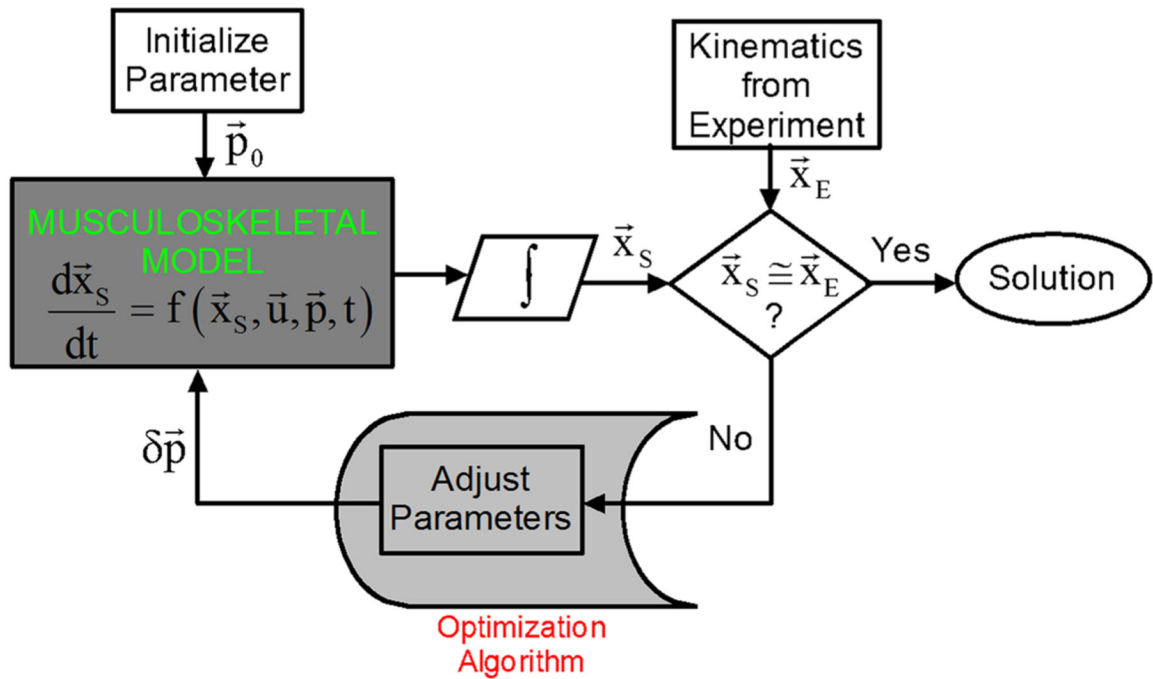 Initialize
Parameter
p⃗₀
MUSCULOSKELETAL
MODEL
dx⃗_S/dt = f(x⃗_S, u⃗, p⃗, t)
∫
x⃗_S
Kinematics
from
Experiment
x⃗_E
x⃗_S ≅ x⃗_E
?
Yes
Solution
No
Adjust
Parameters
δp⃗
Optimization
Algorithm